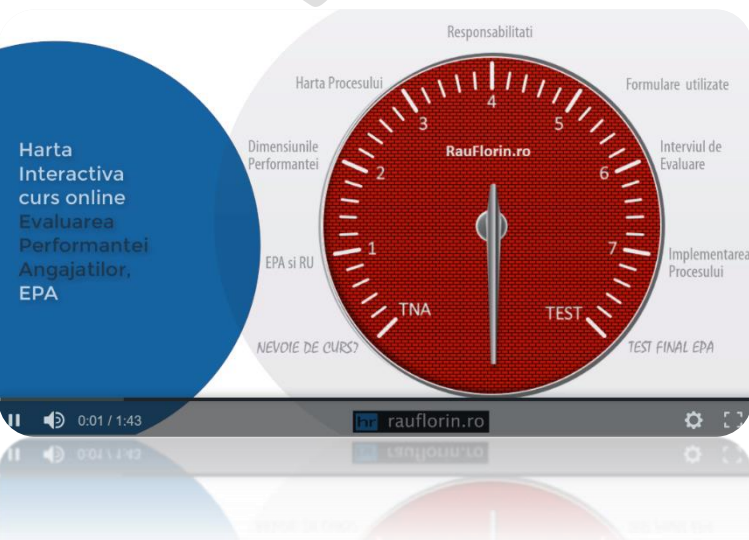 Harta
Interactiva
curs online
Evaluarea
Performantei
Angajatilor,
EPA
Responsabilitati
Harta Procesului
Formulare utilizate
Dimensiunile
Performantei
Interviul de
Evaluare
EPA si RU
Implementarea
Procesului
NEVOIE DE CURS?
TEST FINAL EPA
RauFlorin.ro
TNA
1
2
3
4
5
6
7
TEST
0:01 / 1:43
hr rauflorin.ro